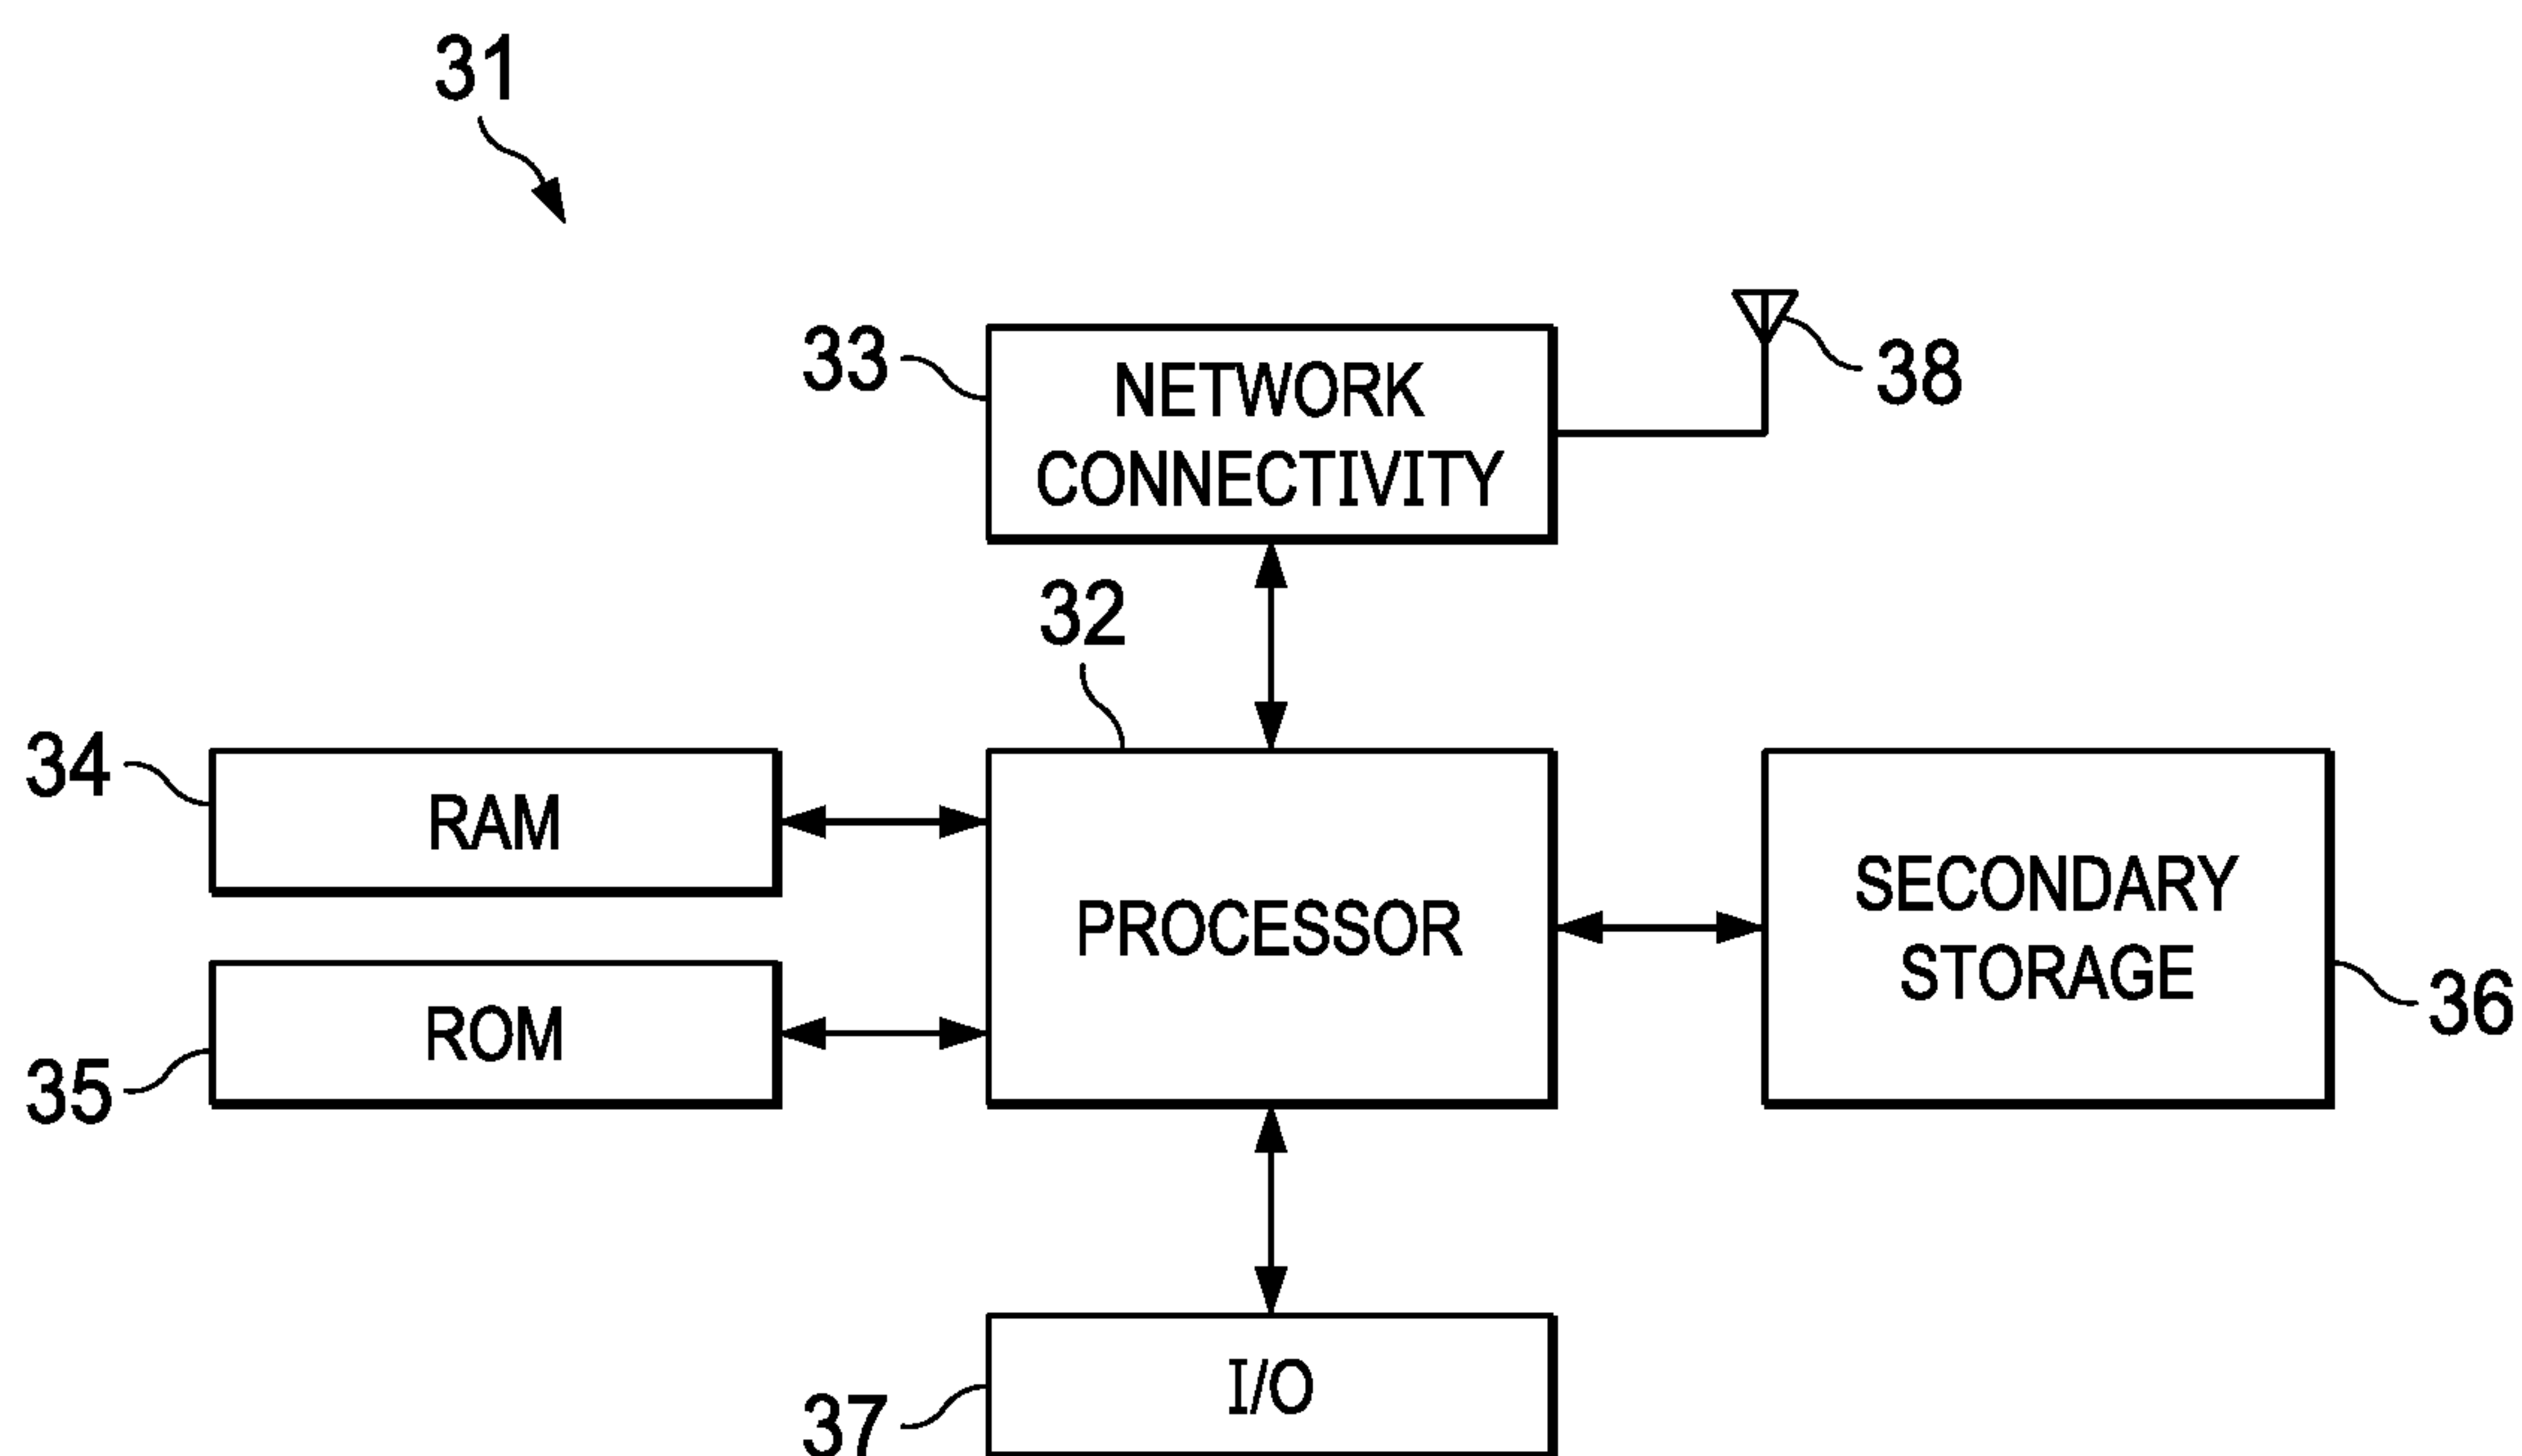 31
33
NETWORK
CONNECTIVITY
38
32
34
RAM
PROCESSOR
SECONDARY
STORAGE
36
35
ROM
37
I/O